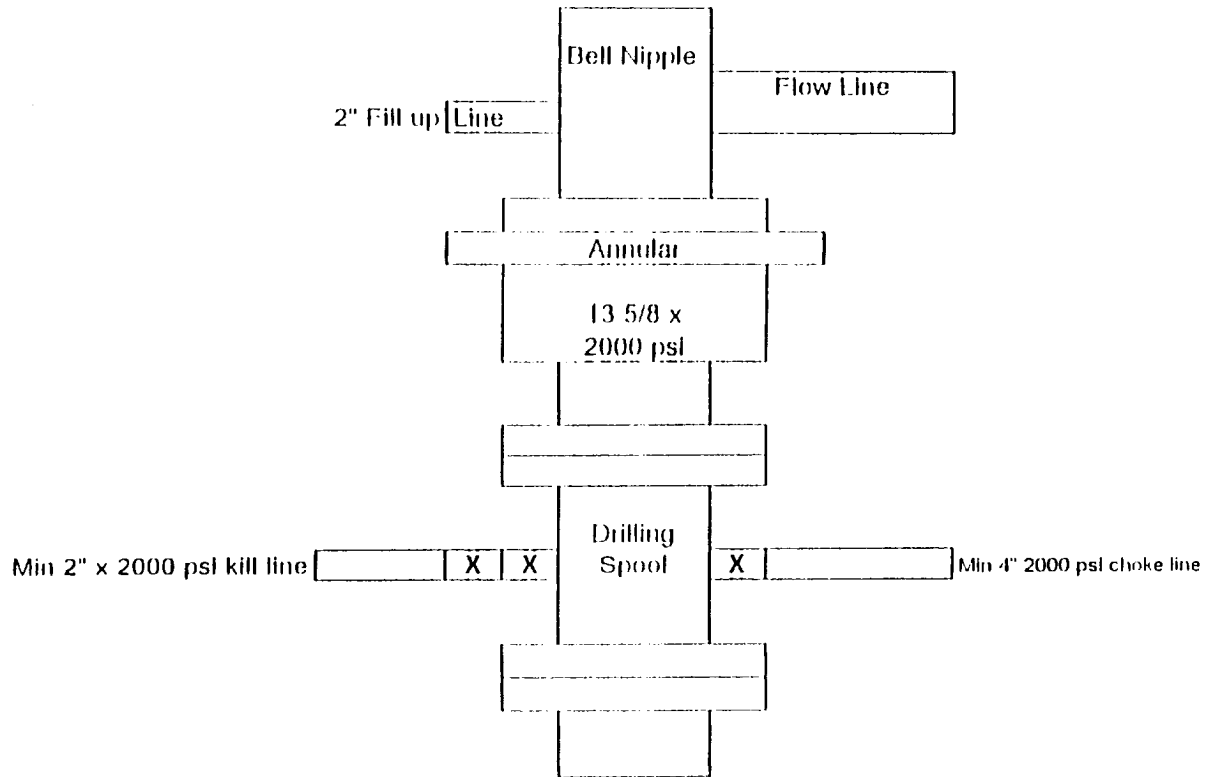 Bell Nipple
Flow Line
2" Fill up Line
Annular
13 5/8 x
2000 psi
Drilling
Spool
Min 2" x 2000 psi kill line
X X
X
Min 4" 2000 psi choke line